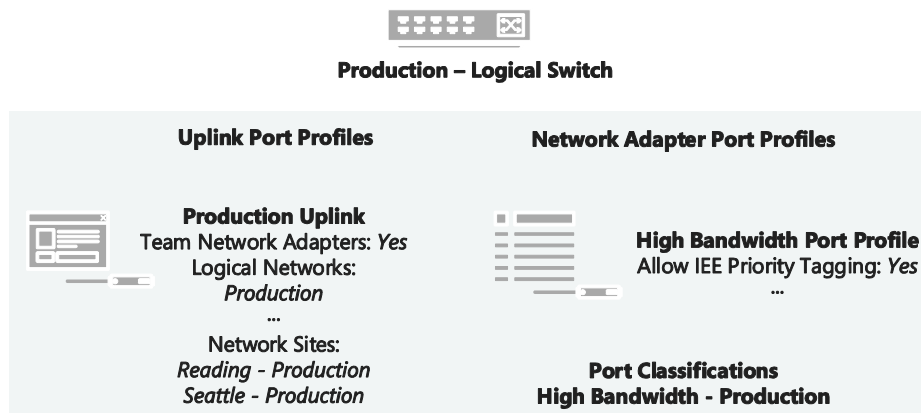 Production – Logical Switch
Uplink Port Profiles
Network Adapter Port Profiles
Production Uplink
Team Network Adapters: Yes
Logical Networks:
Production
...
Network Sites:
Reading - Production
Seattle - Production
High Bandwidth Port Profile
Allow IEE Priority Tagging: Yes
...
Port Classifications
High Bandwidth - Production